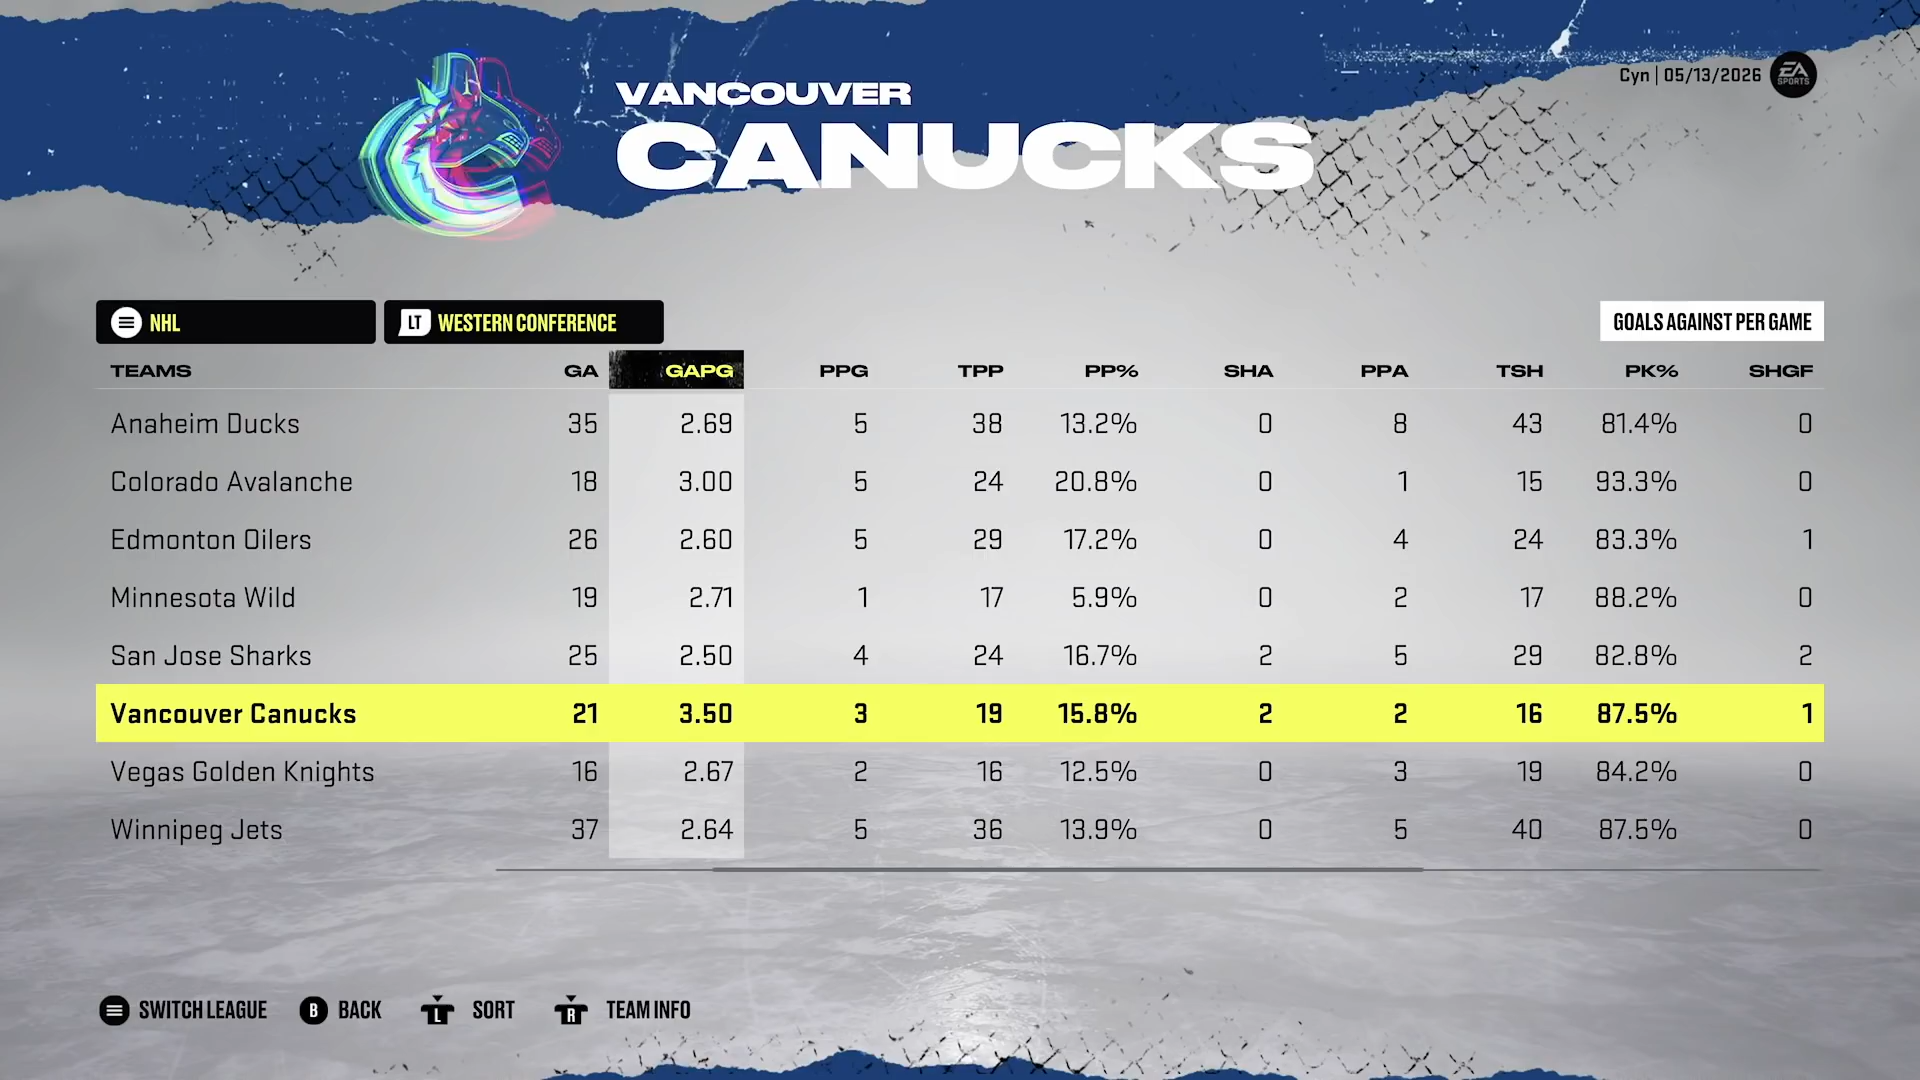 VANCOUVER
CANUCKS
Cyn | 05/13/2026
EA SPORTS
NHL
LT WESTERN CONFERENCE
GOALS AGAINST PER GAME
TEAMS GA GAPG PPG TPP PP% SHA PPA TSH PK% SHGF
Anaheim Ducks 35 2.69 5 38 13.2% 0 8 43 81.4% 0
Colorado Avalanche 18 3.00 5 24 20.8% 0 1 15 93.3% 0
Edmonton Oilers 26 2.60 5 29 17.2% 0 4 24 83.3% 1
Minnesota Wild 19 2.71 1 17 5.9% 0 2 17 88.2% 0
San Jose Sharks 25 2.50 4 24 16.7% 2 5 29 82.8% 2
Vancouver Canucks 21 3.50 3 19 15.8% 2 2 16 87.5% 1
Vegas Golden Knights 16 2.67 2 16 12.5% 0 3 19 84.2% 0
Winnipeg Jets 37 2.64 5 36 13.9% 0 5 40 87.5% 0
SWITCH LEAGUE B BACK L SORT R TEAM INFO